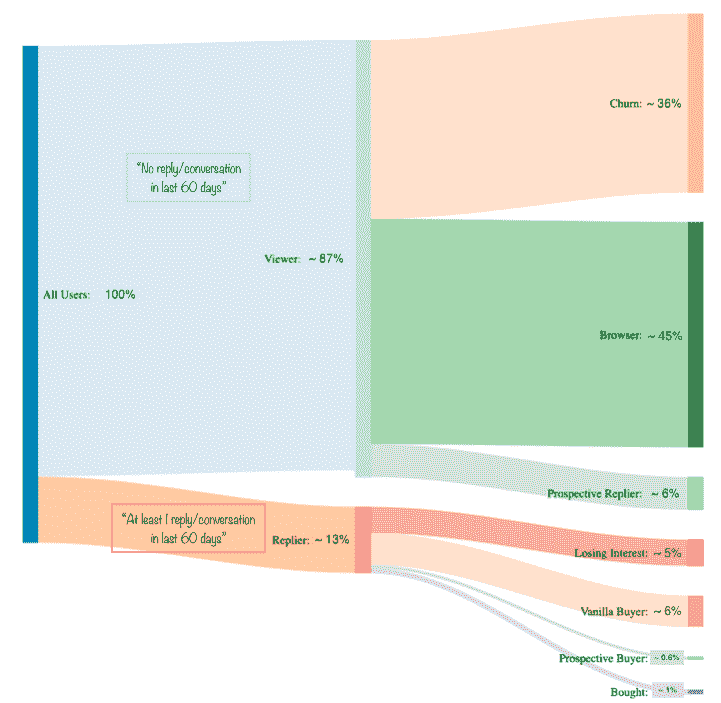 Churn: ~ 36%
"No reply/conversation
in last 60 days"
Viewer: ~ 87%
All Users: 100%
Browser: ~ 45%
Prospective Replier: ~ 6%
"At least 1 reply/conversation
in last 60 days"
Replier: ~ 13%
Losing Interest: ~ 5%
Vanilla Buyer: ~ 6%
Prospective Buyer: ~ 0.6%
Bought: ~ 1%